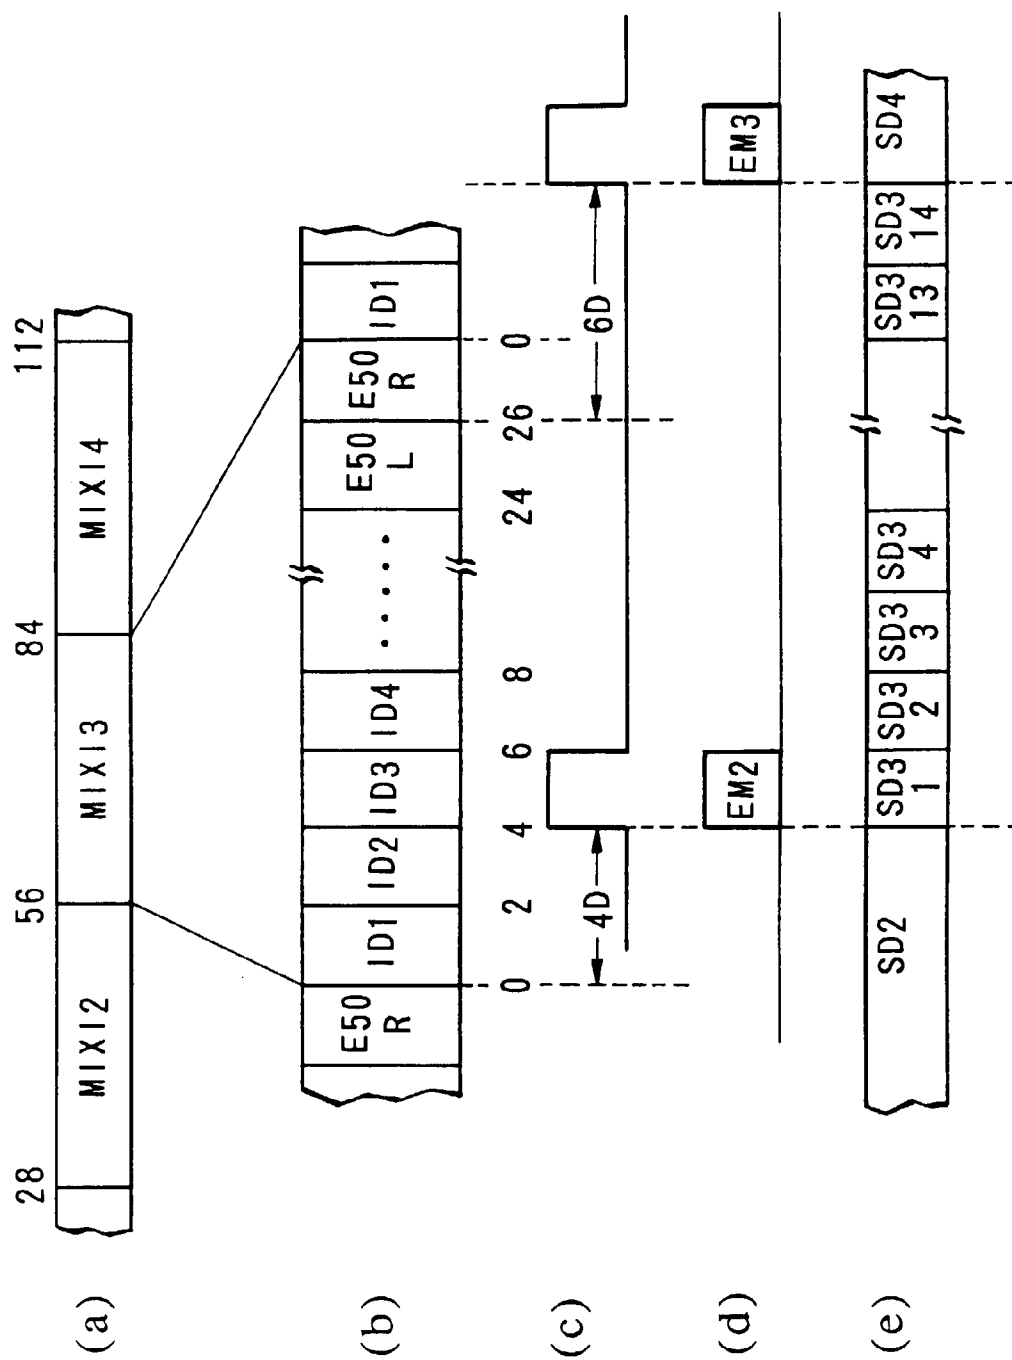 28 56 84 112
(a) MIXI2 MIXI3 MIXI4
(b) E50 R ID1 ID2 ID3 ID4 ..... E50 L E50 R ID1
0 2 4 6 8 24 26 0
(c) 4D 6D
(d) EM2 EM3
(e) SD2 SD3 1 SD3 2 SD3 3 SD3 4 SD3 13 SD3 14 SD4